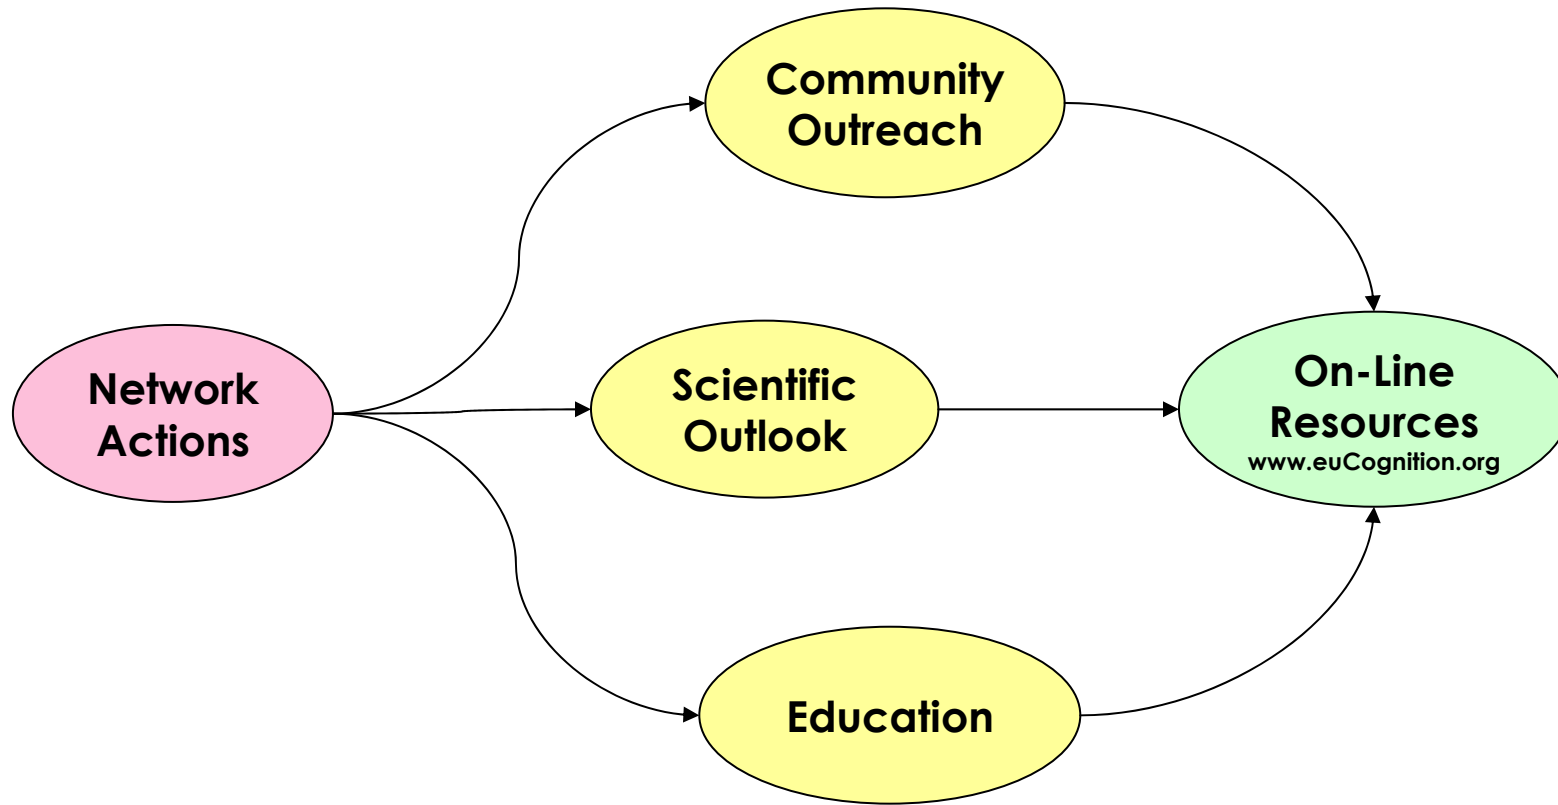 Community
Outreach
Network
Actions
Scientific
Outlook
On-Line
Resources
www.euCognition.org
Education